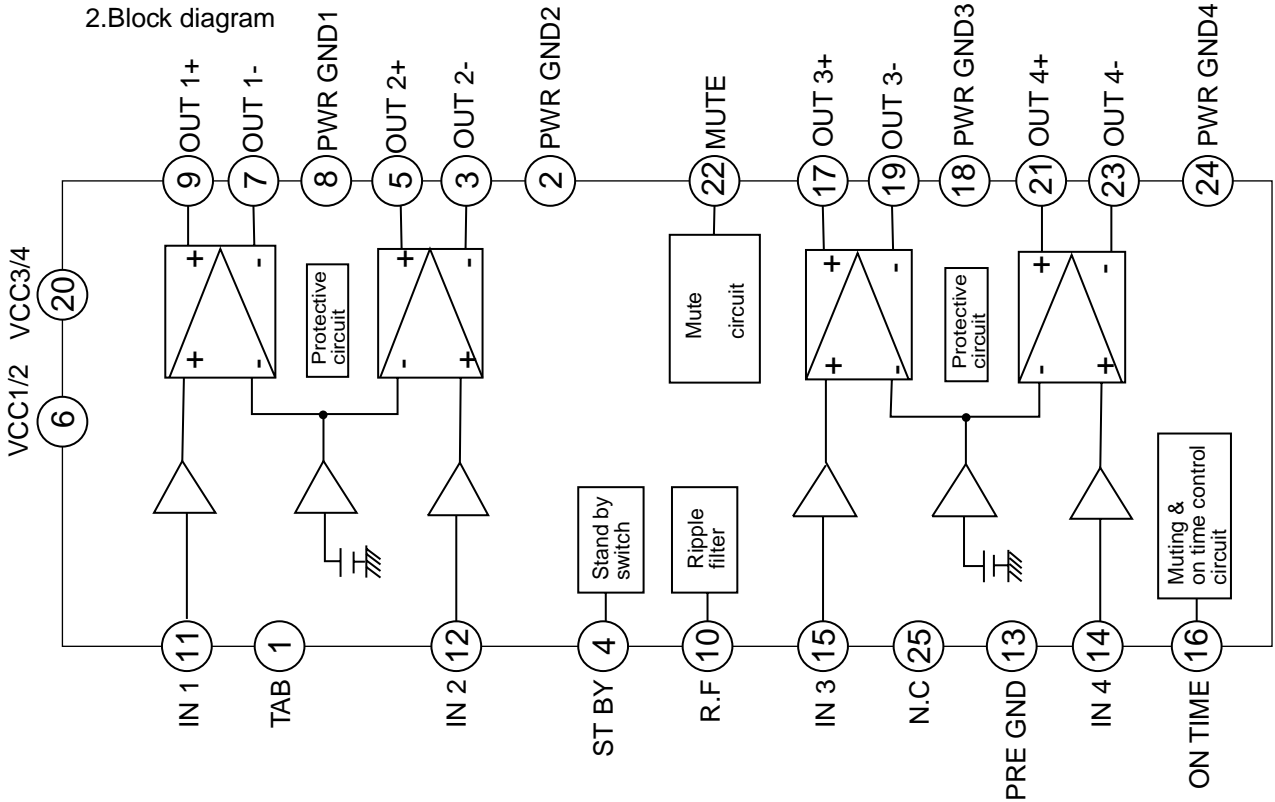 2.Block diagram
OUT 1+
OUT 1-
PWR GND1
OUT 2+
OUT 2-
PWR GND2
MUTE
OUT 3+
OUT 3-
PWR GND3
OUT 4+
OUT 4-
PWR GND4
9
7
8
5
3
2
22
17
19
18
21
23
24
VCC1/2
VCC3/4
6
20
+
-
+
-
+
-
+
-
Protective
circuit
Mute
circuit
Protective
circuit
+
-
-
+
+
-
-
+
Stand by
switch
Ripple
filter
Muting &
on time control
circuit
11
1
12
4
10
15
25
13
14
16
IN 1
TAB
IN 2
ST BY
R.F
IN 3
N.C
PRE GND
IN 4
ON TIME